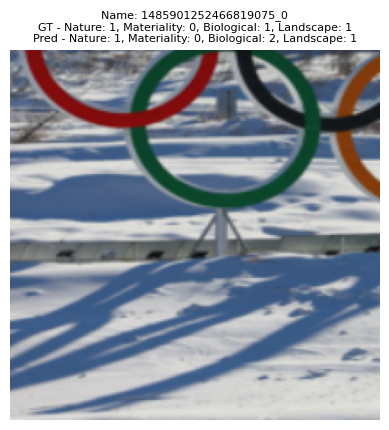 Name: 1485901252466819075_0
GT - Nature: 1, Materiality: 0, Biological: 1, Landscape: 1
Pred - Nature: 1, Materiality: 0, Biological: 2, Landscape: 1